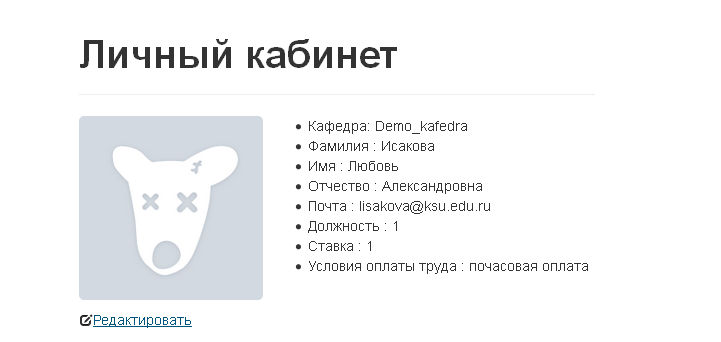 Личный кабинет
Кафедра: Demo_kafedra
Фамилия : Исакова
Имя : Любовь
Отчество : Александровна
Почта : lisakova@ksu.edu.ru
Должность : 1
Ставка : 1
Условия оплаты труда : почасовая оплата
Редактировать